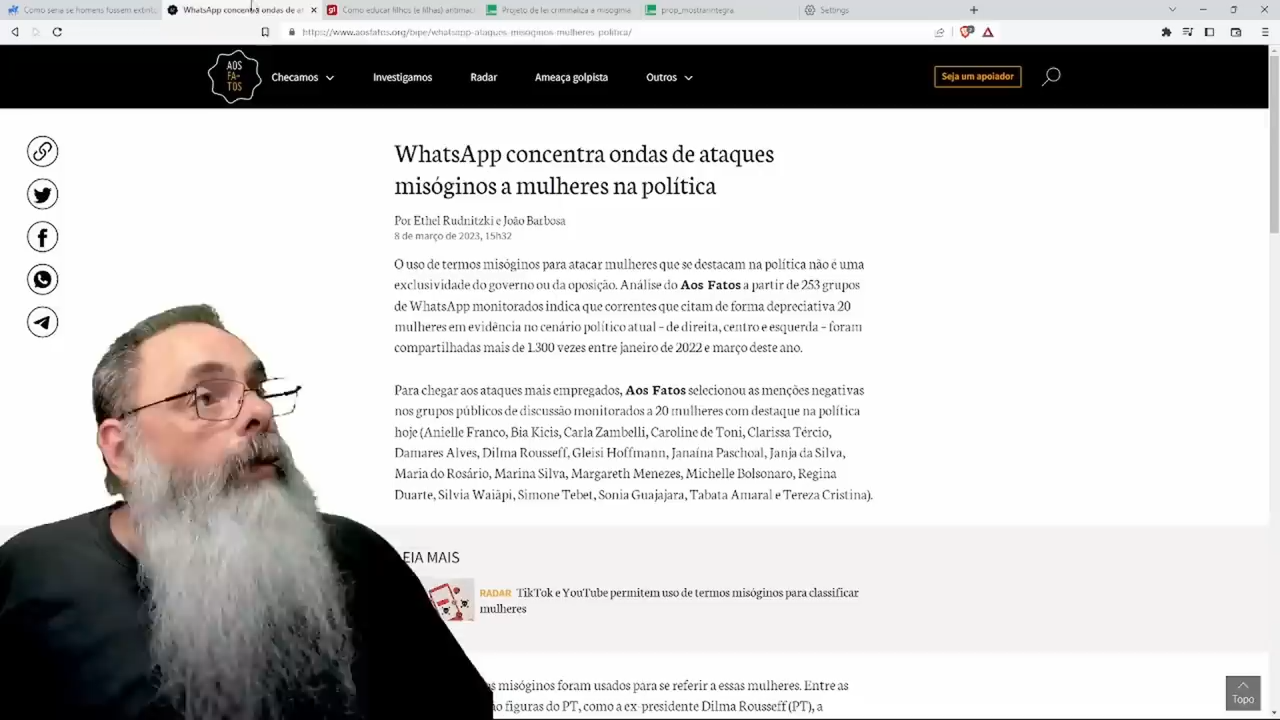 Como seria se homens fossem extint
WhatsApp concentra ondas de at
Como educar filhos (e filhas) antimac
Projeto de lei criminaliza a misoginia
prop_mostrarintegra
Settings
https://www.aosfatos.org/bipe/whatsapp-ataques-misoginos-mulheres-politica/
AOS
FA-
TOS
Checamos
Investigamos
Radar
Ameaça golpista
Outros
Seja um apoiador
WhatsApp concentra ondas de ataques
misóginos a mulheres na política
Por Ethel Rudnitzki e João Barbosa
8 de março de 2023, 15h32
O uso de termos misóginos para atacar mulheres que se destacam na política não é uma
exclusividade do governo ou da oposição. Análise do Aos Fatos a partir de 253 grupos
de WhatsApp monitorados indica que correntes que citam de forma depreciativa 20
mulheres em evidência no cenário político atual - de direita, centro e esquerda - foram
compartilhadas mais de 1.300 vezes entre janeiro de 2022 e março deste ano.
Para chegar aos ataques mais empregados, Aos Fatos selecionou as menções negativas
nos grupos públicos de discussão monitorados a 20 mulheres com destaque na política
hoje (Anielle Franco, Bia Kicis, Carla Zambelli, Caroline de Toni, Clarissa Tércio,
Damares Alves, Dilma Rousseff, Gleisi Hoffmann, Janaína Paschoal, Janja da Silva,
Maria do Rosário, Marina Silva, Margareth Menezes, Michelle Bolsonaro, Regina
Duarte, Silvia Waiãpi, Simone Tebet, Sonia Guajajara, Tabata Amaral e Tereza Cristina).
EIA MAIS
RADAR TikTok e YouTube permitem uso de termos misóginos para classificar
mulheres
os misóginos foram usados para se referir a essas mulheres. Entre as
no figuras do PT, como a ex-presidente Dilma Rousseff (PT), a
Topo